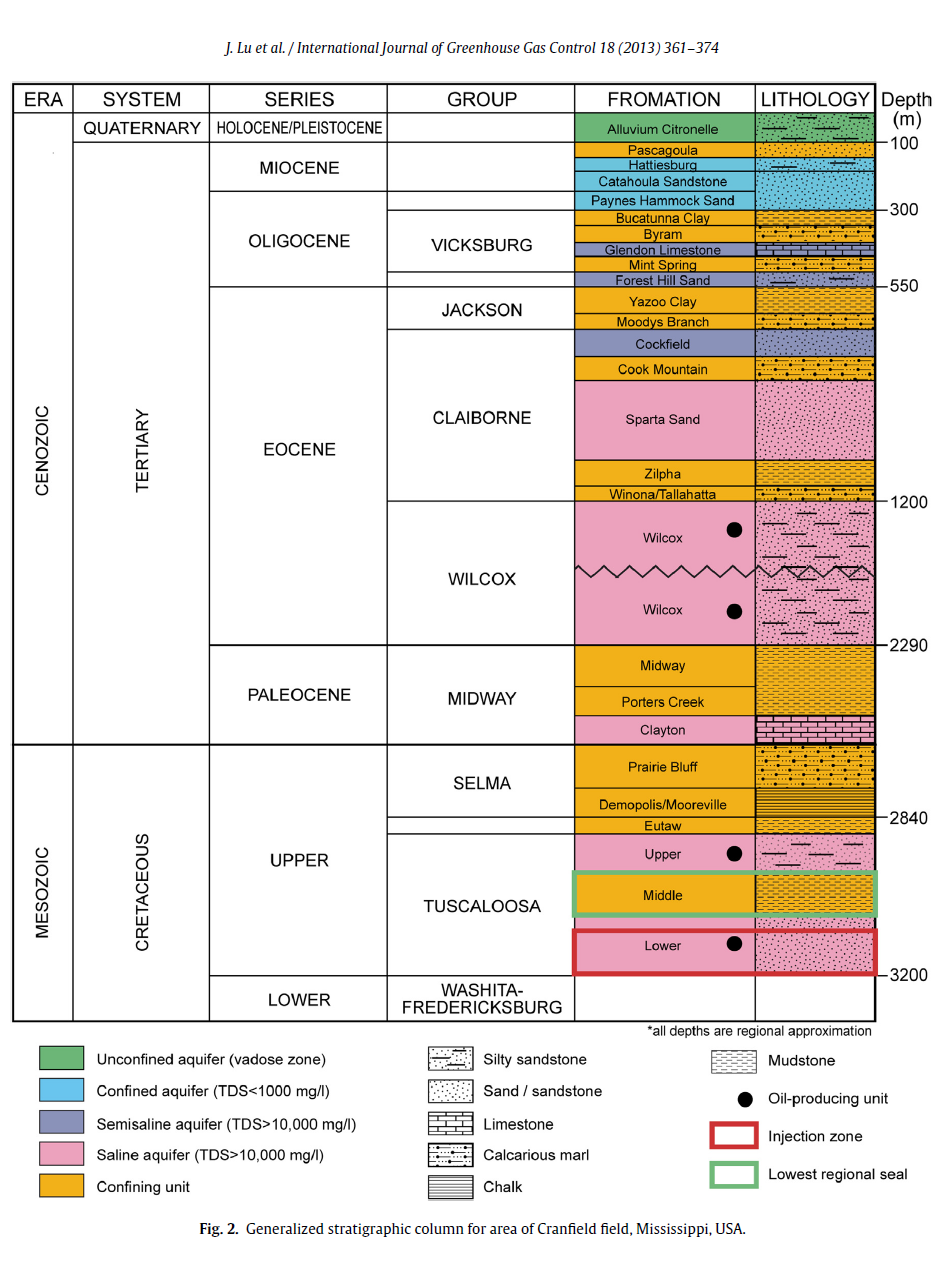 J. Lu et al. / International Journal of Greenhouse Gas Control 18 (2013) 361–374
ERA SYSTEM SERIES GROUP FROMATION LITHOLOGY Depth (m)
QUATERNARY HOLOCENE/PLEISTOCENE Alluvium Citronelle
100
MIOCENE
Pascagoula
Hattiesburg
Catahoula Sandstone
Paynes Hammock Sand
300
OLIGOCENE
VICKSBURG
Bucatunna Clay
Byram
Glendon Limestone
Mint Spring
Forest Hill Sand
550
CENOZOIC
TERTIARY
EOCENE
JACKSON
Yazoo Clay
Moodys Branch
CLAIBORNE
Cockfield
Cook Mountain
Sparta Sand
Zilpha
Winona/Tallahatta
1200
WILCOX
Wilcox
Wilcox
2290
PALEOCENE
MIDWAY
Midway
Porters Creek
Clayton
MESOZOIC
CRETACEOUS
UPPER
SELMA
Prairie Bluff
Demopolis/Mooreville
2840
Eutaw
TUSCALOOSA
Upper
Middle
Lower
3200
LOWER
WASHITA-
FREDERICKSBURG
*all depths are regional approximation
Unconfined aquifer (vadose zone)
Confined aquifer (TDS<1000 mg/l)
Semisaline aquifer (TDS>10,000 mg/l)
Saline aquifer (TDS>10,000 mg/l)
Confining unit
Silty sandstone
Sand / sandstone
Limestone
Calcarious marl
Chalk
Mudstone
Oil-producing unit
Injection zone
Lowest regional seal
Fig. 2. Generalized stratigraphic column for area of Cranfield field, Mississippi, USA.